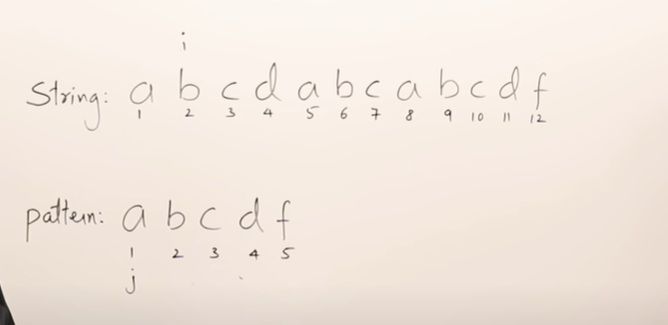 i
String: a b c d a b c a b c d f
1 2 3 4 5 6 7 8 9 10 11 12
pattern: a b c d f
1 2 3 4 5
j